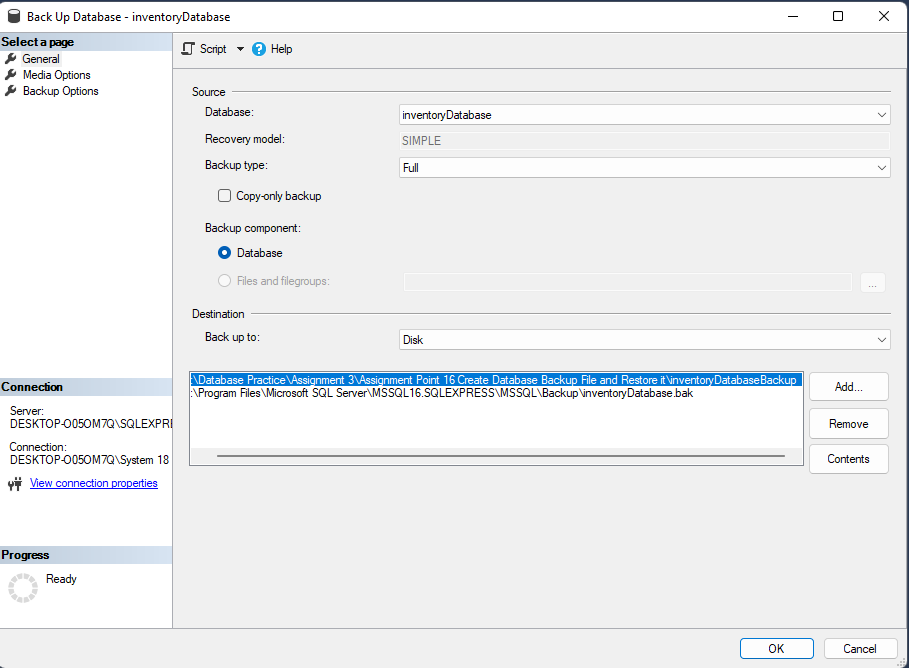 Back Up Database - inventoryDatabase
Select a page
General
Media Options
Backup Options
Script
Help
Source
Database:
inventoryDatabase
Recovery model:
SIMPLE
Backup type:
Full
Copy-only backup
Backup component:
Database
Files and filegroups:
...
Destination
Back up to:
Disk
:\Database Practice\Assignment 3\Assignment Point 16 Create Database Backup File and Restore it\inventoryDatabaseBackup
:\Program Files\Microsoft SQL Server\MSSQL16.SQLEXPRESS\MSSQL\Backup\inventoryDatabase.bak
Add...
Remove
Contents
Connection
Server:
DESKTOP-O05OM7Q\SQLEXPRE
Connection:
DESKTOP-O05OM7Q\System 18
View connection properties
Progress
Ready
OK
Cancel